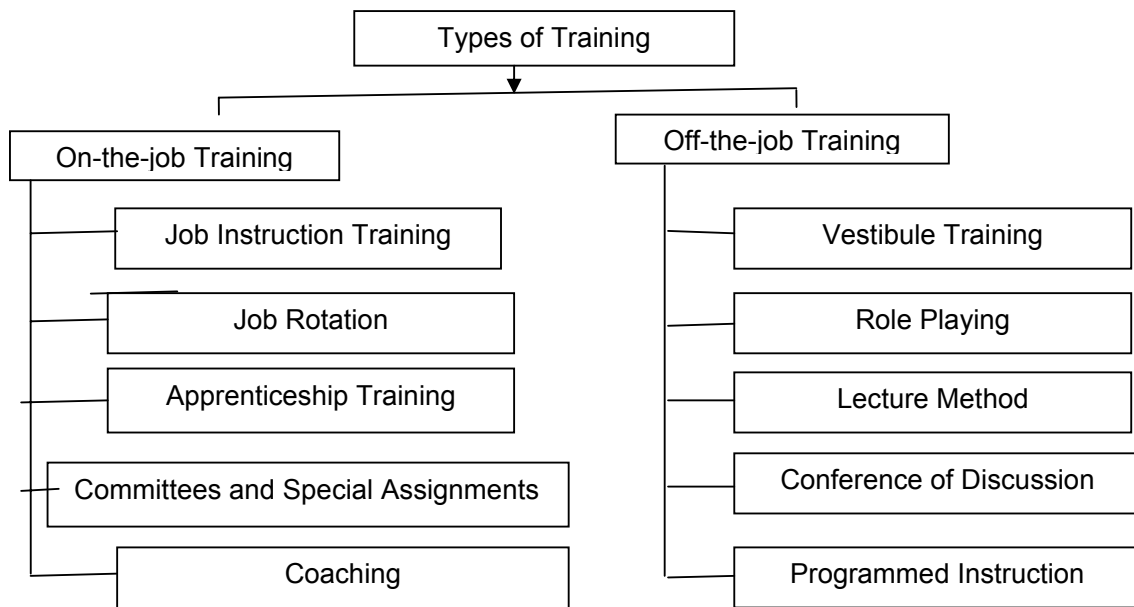 Types of Training
On-the-job Training
Job Instruction Training
Job Rotation
Apprenticeship Training
Committees and Special Assignments
Coaching
Off-the-job Training
Vestibule Training
Role Playing
Lecture Method
Conference of Discussion
Programmed Instruction